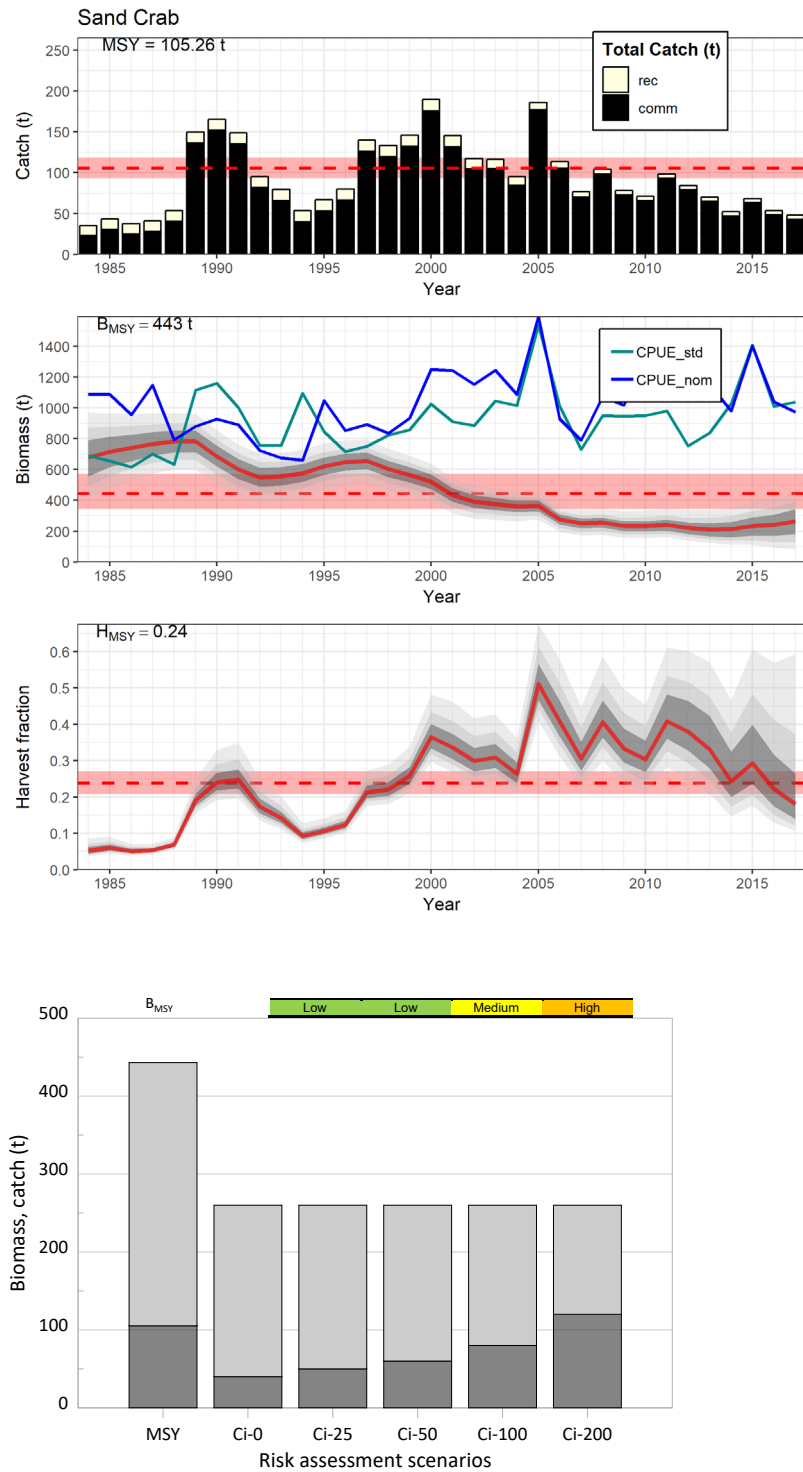 Sand Crab
MSY = 105.26 t
Total Catch (t)
rec
comm
Catch (t)
250
200
150
100
50
0
1985 1990 1995 2000 2005 2010 2015
Year
BMSY = 443 t
CPUE_std
CPUE_nom
Biomass (t)
1400
1200
1000
800
600
400
200
0
1985 1990 1995 2000 2005 2010 2015
Year
HMSY = 0.24
Harvest fraction
0.6
0.5
0.4
0.3
0.2
0.1
0.0
1985 1990 1995 2000 2005 2010 2015
Year
BMSY Low Low Medium High
Biomass, catch (t)
500
400
300
200
100
0
MSY Ci-0 Ci-25 Ci-50 Ci-100 Ci-200
Risk assessment scenarios